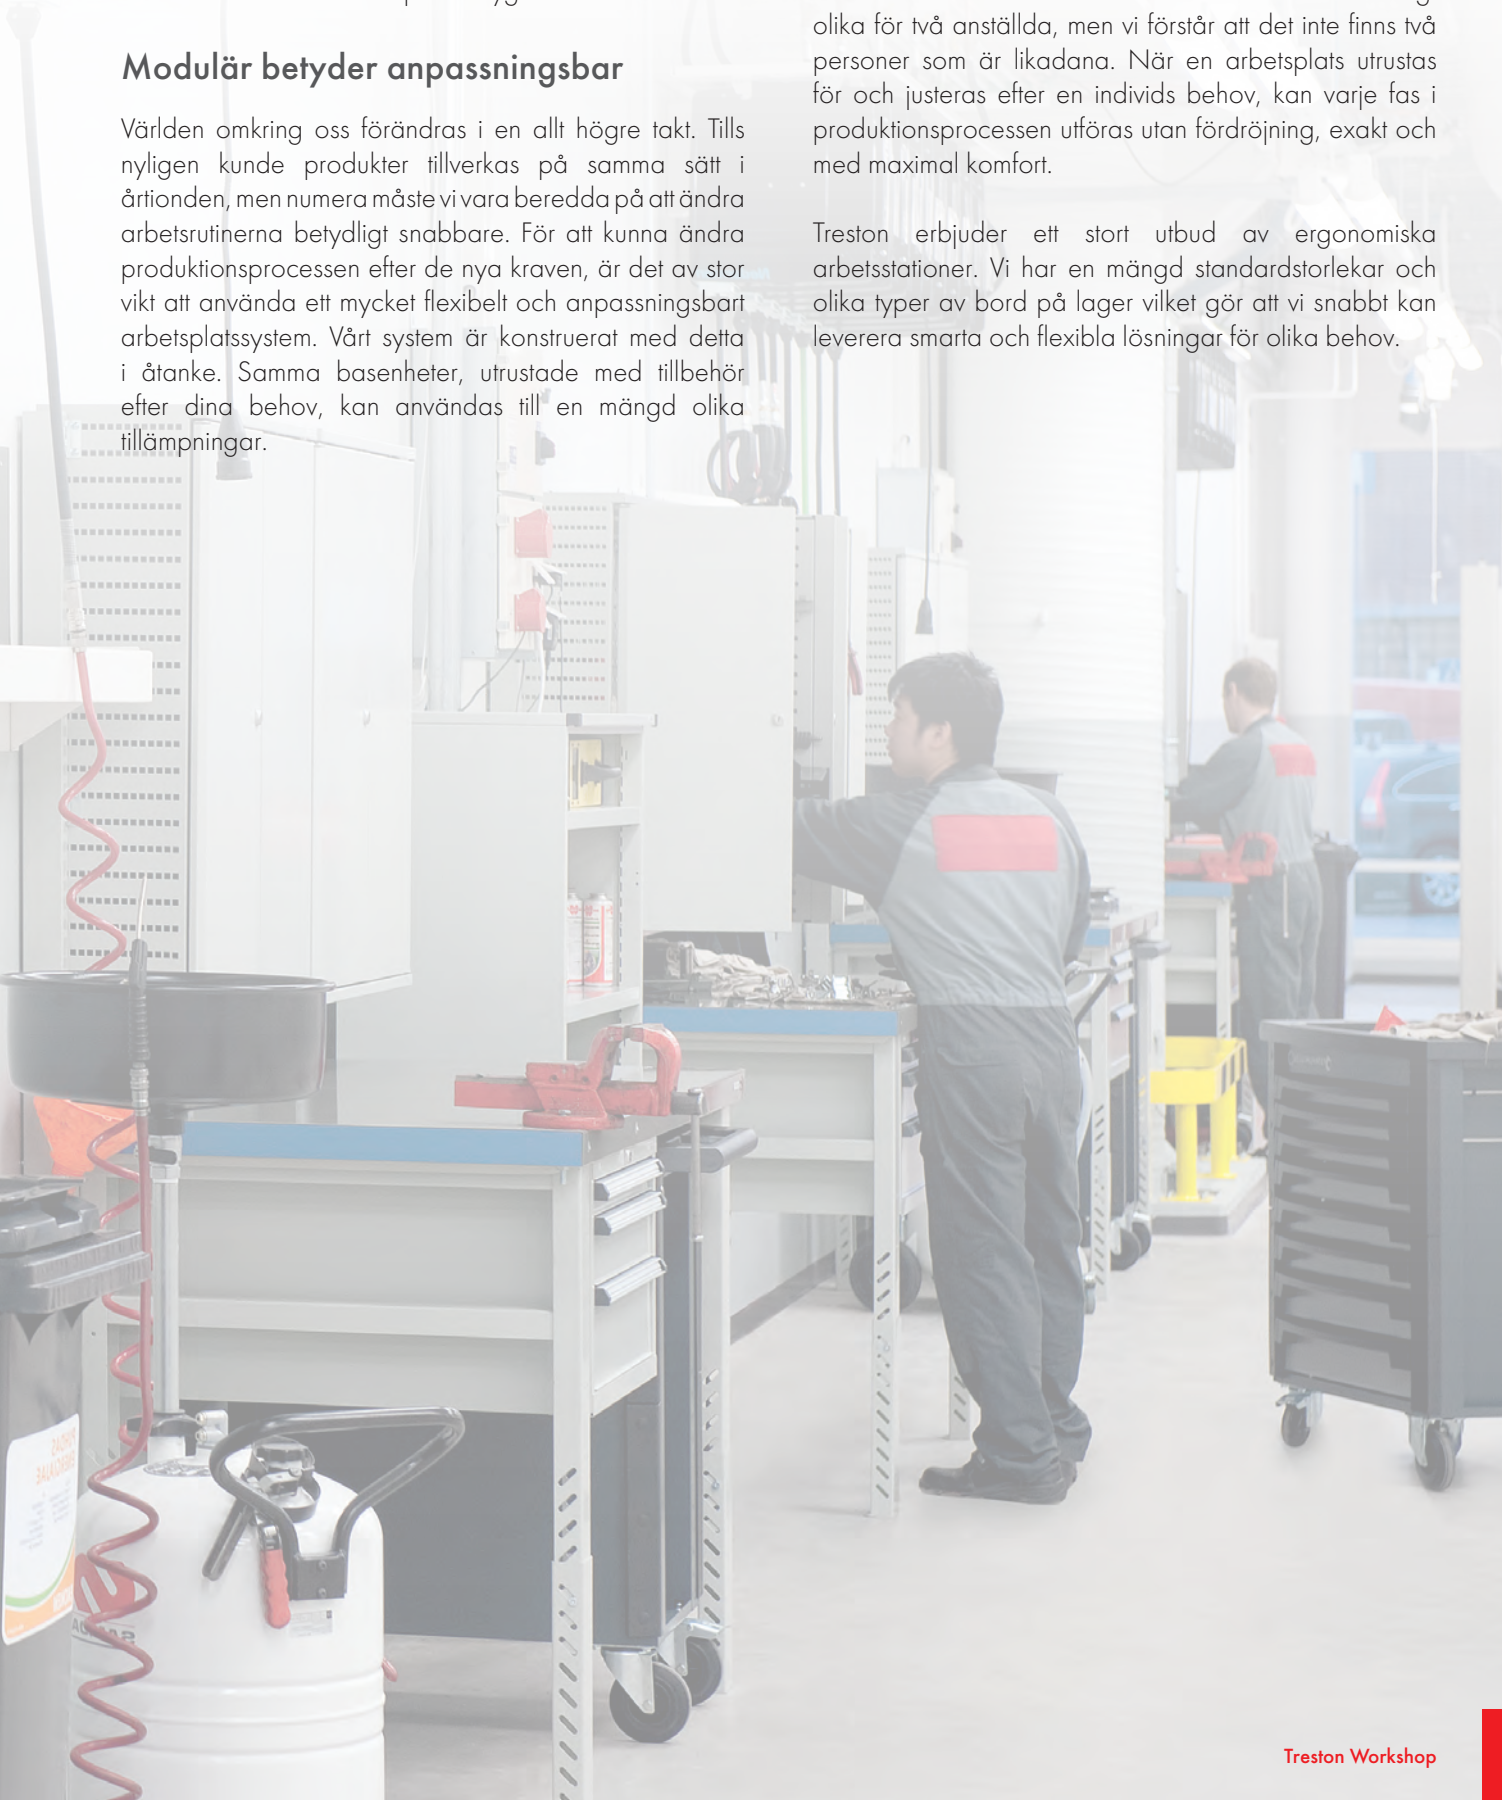 Modulär betyder anpassningsbar
Världen omkring oss förändras i en allt högre takt. Tills
nyligen kunde produkter tillverkas på samma sätt i
årtionden, men numera måste vi vara beredda på att ändra
arbetsrutinerna betydligt snabbare. För att kunna ändra
produktionsprocessen efter de nya kraven, är det av stor
vikt att använda ett mycket flexibelt och anpassningsbart
arbetsplatssystem. Vårt system är konstruerat med detta
i åtanke. Samma basenheter, utrustade med tillbehör
efter dina behov, kan användas till en mängd olika
tillämpningar.
olika för två anställda, men vi förstår att det inte finns två
personer som är likadana. När en arbetsplats utrustas
för och justeras efter en individs behov, kan varje fas i
produktionsprocessen utföras utan fördröjning, exakt och
med maximal komfort.
Treston erbjuder ett stort utbud av ergonomiska
arbetsstationer. Vi har en mängd standardstorlekar och
olika typer av bord på lager vilket gör att vi snabbt kan
leverera smarta och flexibla lösningar för olika behov.
Treston Workshop